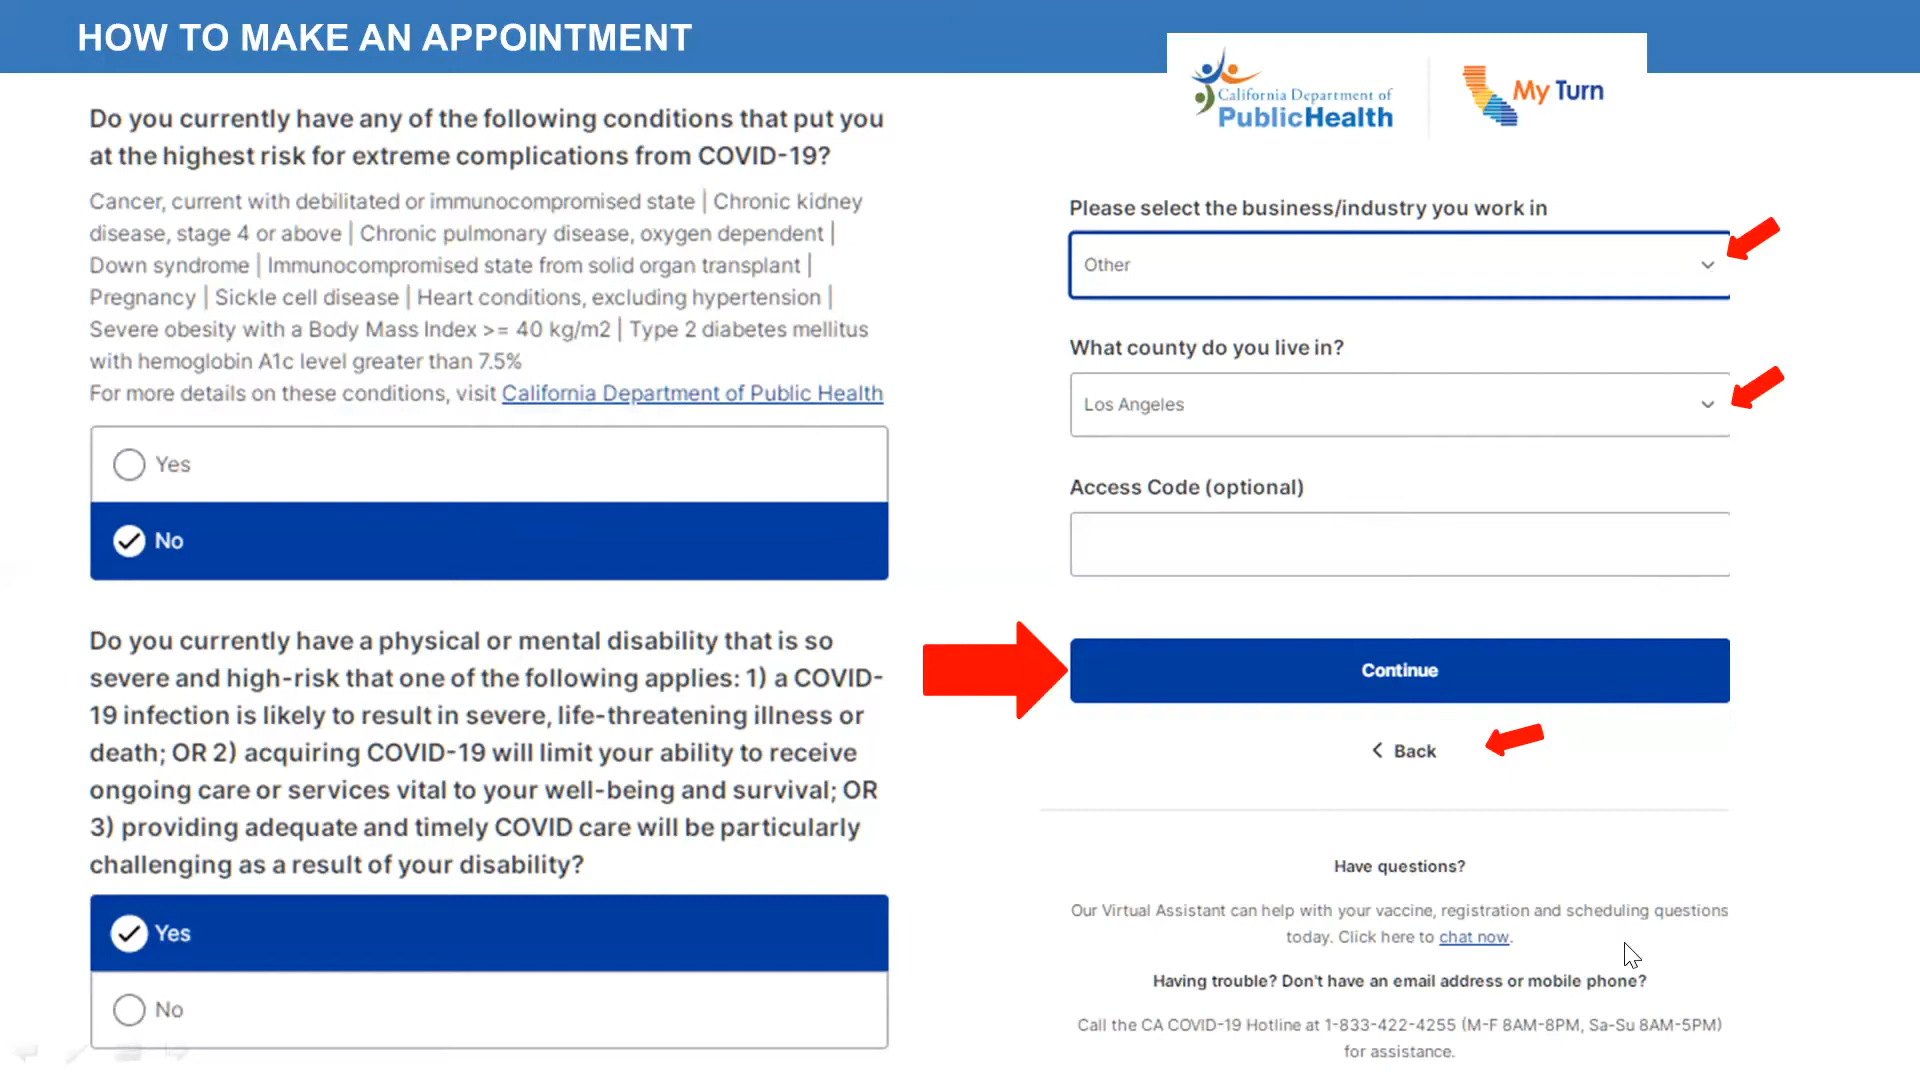 HOW TO MAKE AN APPOINTMENT
Do you currently have any of the following conditions that put you
at the highest risk for extreme complications from COVID-19?
Cancer, current with debilitated or immunocompromised state | Chronic kidney
disease, stage 4 or above | Chronic pulmonary disease, oxygen dependent |
Down syndrome | Immunocompromised state from solid organ transplant |
Pregnancy | Sickle cell disease | Heart conditions, excluding hypertension |
Severe obesity with a Body Mass Index >= 40 kg/m2 | Type 2 diabetes mellitus
with hemoglobin A1c level greater than 7.5%
For more details on these conditions, visit California Department of Public Health
Yes
No
Do you currently have a physical or mental disability that is so
severe and high-risk that one of the following applies: 1) a COVID-
19 infection is likely to result in severe, life-threatening illness or
death; OR 2) acquiring COVID-19 will limit your ability to receive
ongoing care or services vital to your well-being and survival; OR
3) providing adequate and timely COVID care will be particularly
challenging as a result of your disability?
Yes
No
California Department of
PublicHealth
My Turn
Please select the business/industry you work in
Other
What county do you live in?
Los Angeles
Access Code (optional)
Continue
Back
Have questions?
Our Virtual Assistant can help with your vaccine, registration and scheduling questions
today. Click here to chat now.
Having trouble? Don't have an email address or mobile phone?
Call the CA COVID-19 Hotline at 1-833-422-4255 (M-F 8AM-8PM, Sa-Su 8AM-5PM)
for assistance.